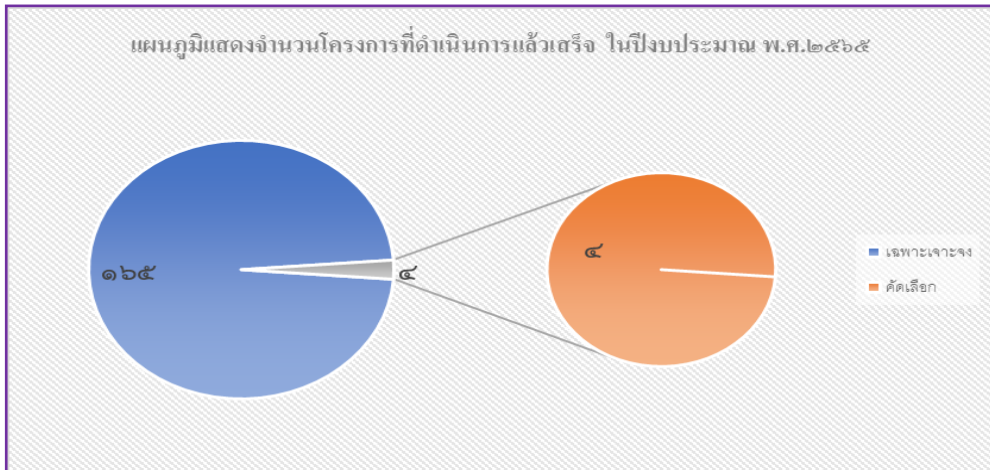 แผนภูมิแสดงจำนวนโครงการที่ดำเนินการแล้วเสร็จ ในปีงบประมาณ พ.ศ.๒๕๖๕
๑๖๕
๔
๔
เฉพาะเจาะจง
คัดเลือก